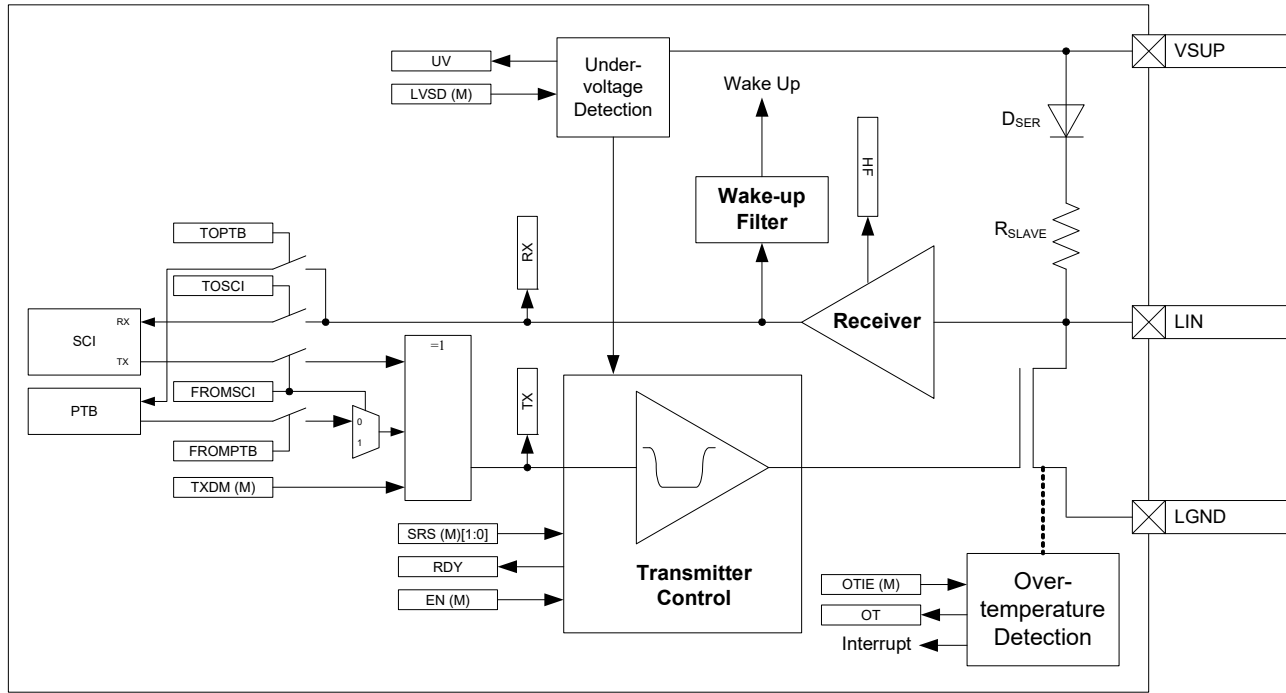 VSUP
Under-
voltage
Detection
UV
LVSD (M)
Wake Up
DSER
HF
Wake-up
Filter
RSLAVE
TOPTB
RX
TOSCI
RX
SCI
TX
Receiver
LIN
=1
FROMSCI
PTB
0
1
TX
FROMPTB
TXDM (M)
LGND
SRS (M)[1:0]
RDY
EN (M)
Transmitter
Control
OTIE (M)
OT
Interrupt
Over-
temperature
Detection